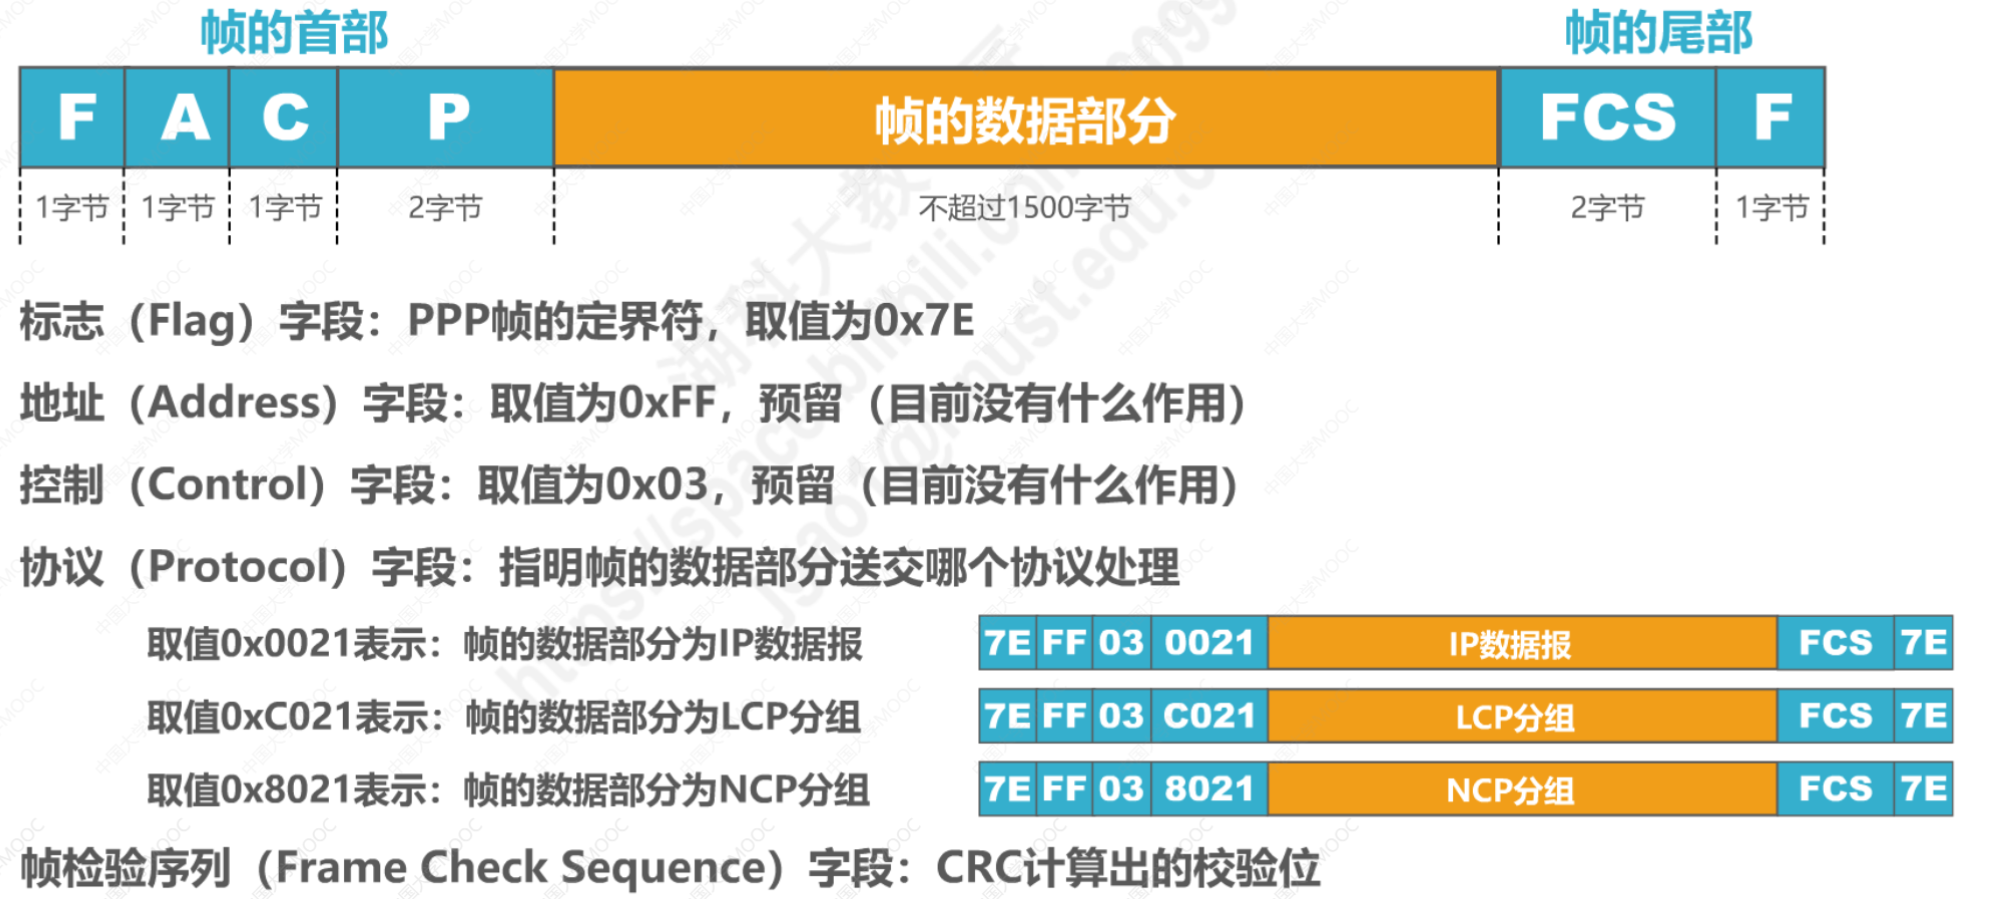 帧的首部 帧的尾部
F A C P 帧的数据部分 FCS F
1字节 1字节 1字节 2字节 不超过1500字节 2字节 1字节
标志（Flag）字段：PPP帧的定界符，取值为0x7E
地址（Address）字段：取值为0xFF，预留（目前没有什么作用）
控制（Control）字段：取值为0x03，预留（目前没有什么作用）
协议（Protocol）字段：指明帧的数据部分送交哪个协议处理
取值0x0021表示：帧的数据部分为IP数据报 7E FF 03 0021 IP数据报 FCS 7E
取值0xC021表示：帧的数据部分为LCP分组 7E FF 03 C021 LCP分组 FCS 7E
取值0x8021表示：帧的数据部分为NCP分组 7E FF 03 8021 NCP分组 FCS 7E
帧检验序列（Frame Check Sequence）字段：CRC计算出的校验位
中国大学MOOC